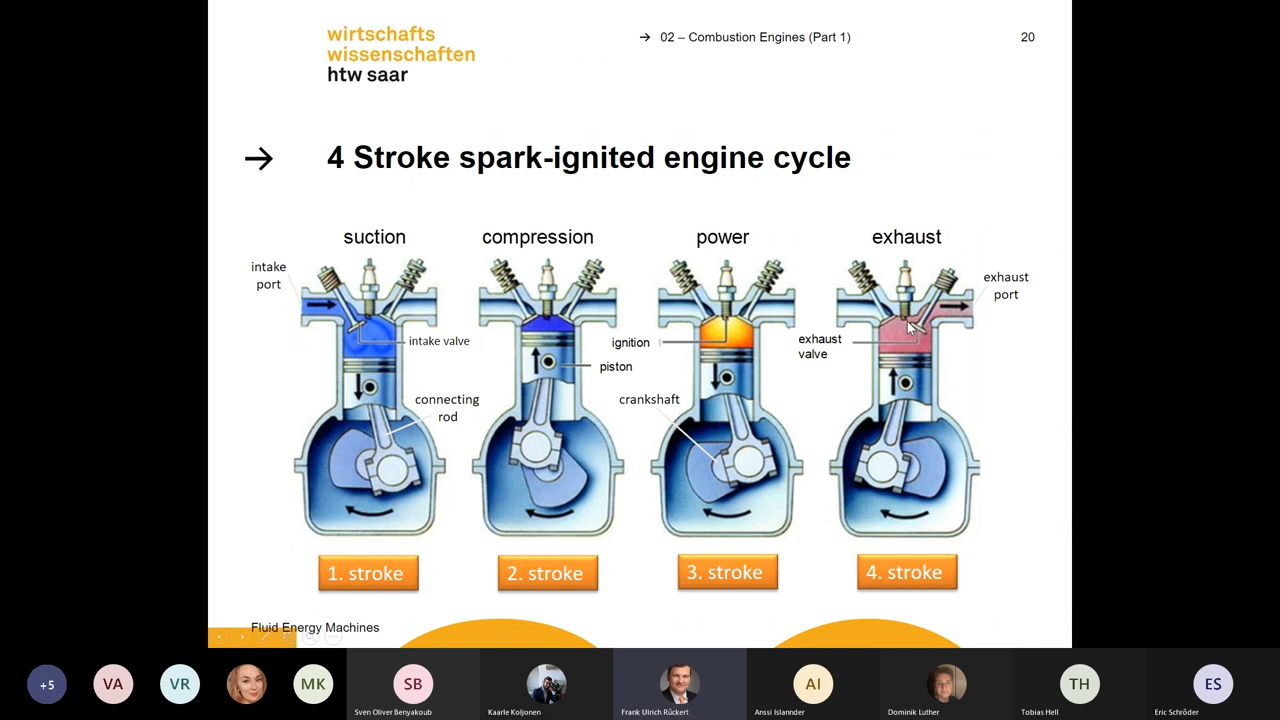 wirtschafts
wissenschaften
htw saar
→ 02 – Combustion Engines (Part 1)
20
→ 4 Stroke spark-ignited engine cycle
suction
compression
power
exhaust
intake
port
exhaust
port
intake valve
ignition
exhaust
valve
piston
connecting
rod
crankshaft
1. stroke
2. stroke
3. stroke
4. stroke
Fluid Energy Machines
+5
VA
VR
MK
SB
AI
TH
ES
Sven Oliver Benyakoub
Kaarle Koljonen
Frank Ulrich Rückert
Anssi Islannder
Dominik Luther
Tobias Hell
Eric Schröder